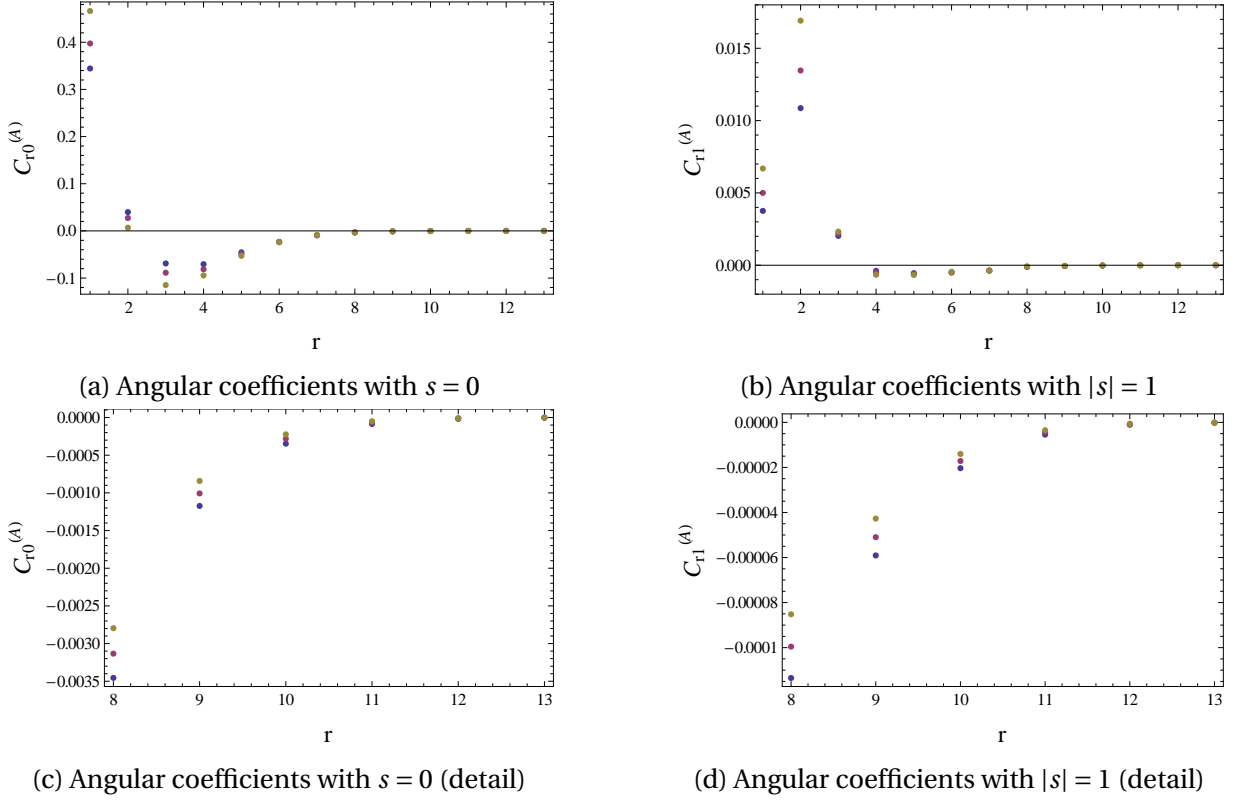 0.4
0.3
0.2
0.1
0.0
−0.1
2 4 6 8 10 12
C_{r0}^{(A)}
r
(a) Angular coefficients with s = 0
0.015
0.010
0.005
0.000
2 4 6 8 10 12
C_{r1}^{(A)}
r
(b) Angular coefficients with |s| = 1
0.0000
−0.0005
−0.0010
−0.0015
−0.0020
−0.0025
−0.0030
−0.0035
8 9 10 11 12 13
C_{r0}^{(A)}
r
(c) Angular coefficients with s = 0 (detail)
0.0000
−0.00002
−0.00004
−0.00006
−0.00008
−0.0001
8 9 10 11 12 13
C_{r1}^{(A)}
r
(d) Angular coefficients with |s| = 1 (detail)